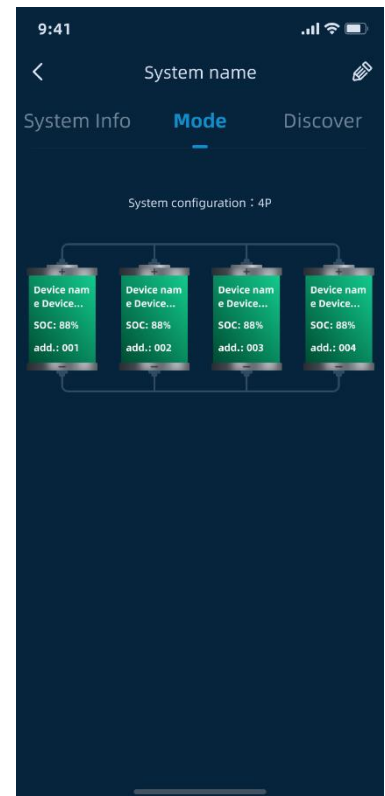 9:41
System name
System Info Mode Discover
System configuration：4P
Device nam Device nam Device nam Device nam
e Device... e Device... e Device... e Device...
SOC: 88% SOC: 88% SOC: 88% SOC: 88%
add.: 001 add.: 002 add.: 003 add.: 004